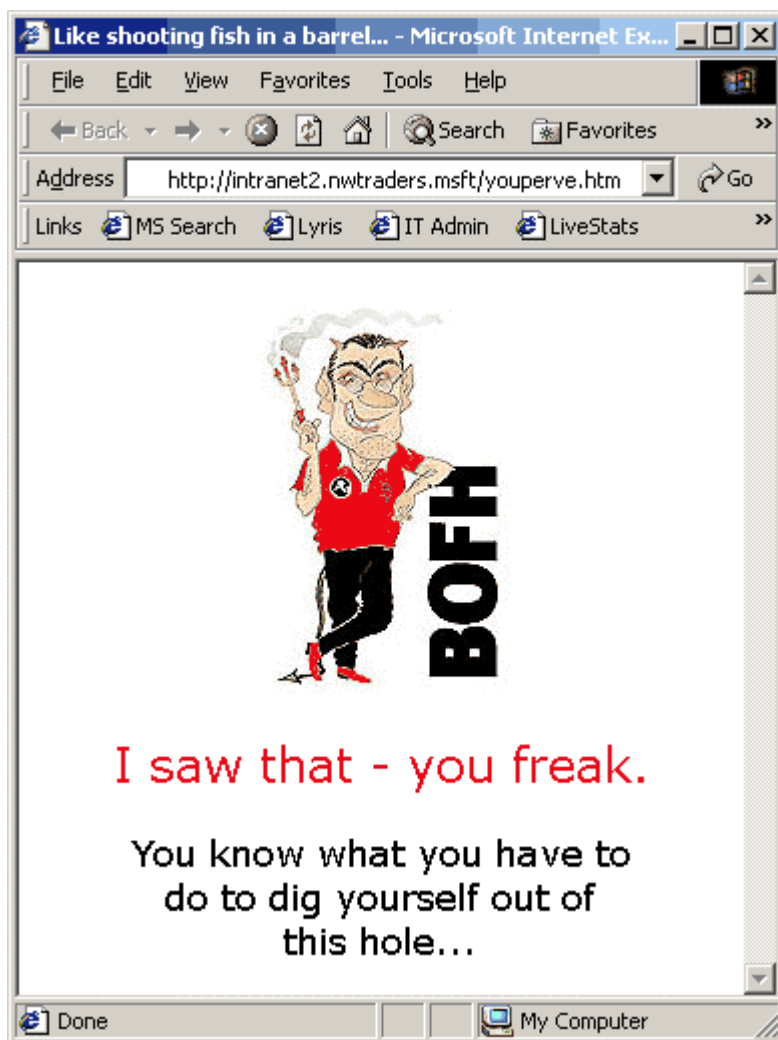 Like shooting fish in a barrel... - Microsoft Internet Ex...
File Edit View Favorites Tools Help
Back Search Favorites »
Address http://intranet2.nwtraders.msft/youperve.htm Go
Links MS Search Lyris IT Admin LiveStats »
BOFH
I saw that - you freak.
You know what you have to
do to dig yourself out of
this hole...
Done My Computer